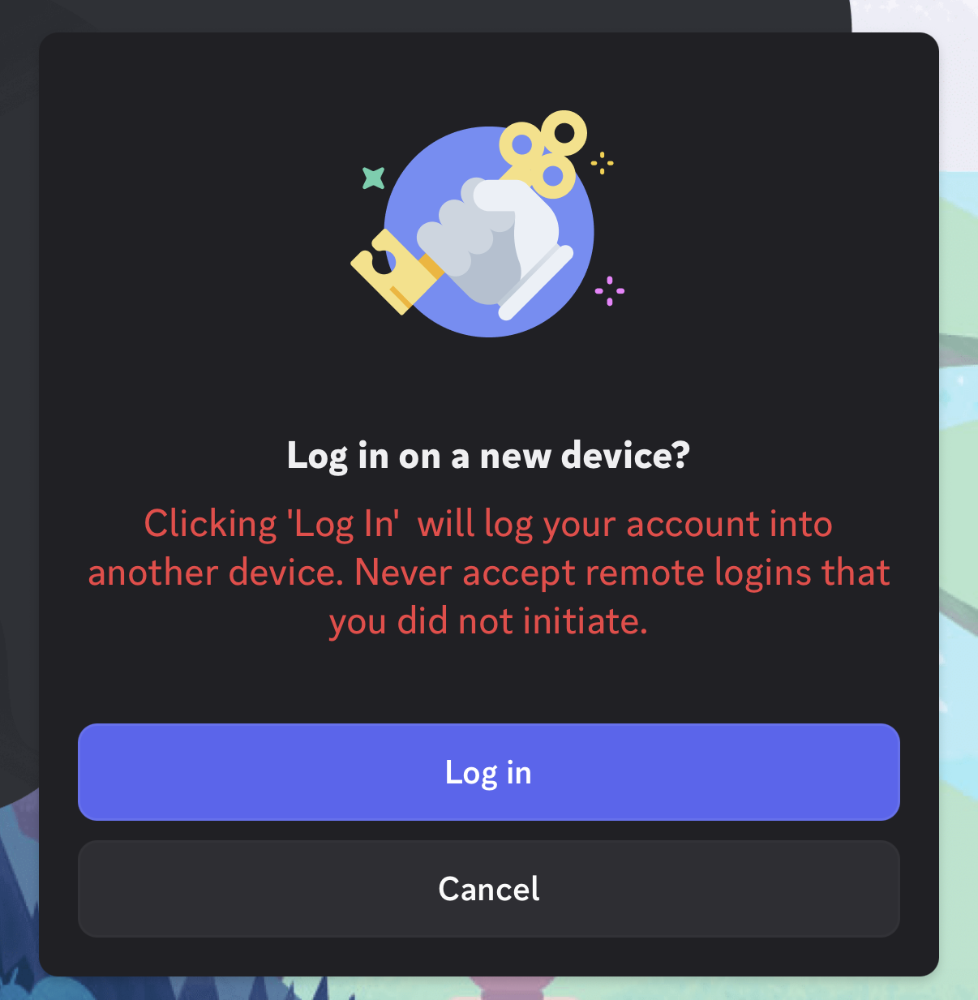 Log in on a new device?
Clicking 'Log In'  will log your account into
another device. Never accept remote logins that
you did not initiate.
Log in
Cancel